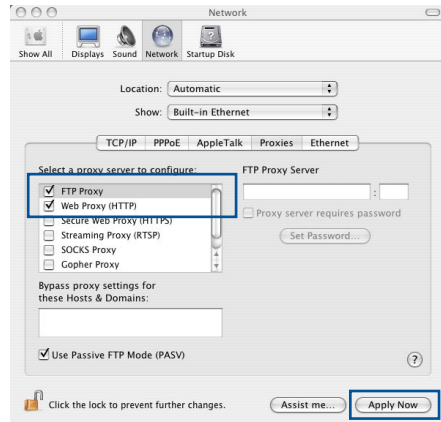 Network
Show All Displays Sound Network Startup Disk
Location: Automatic
Show: Built-in Ethernet
TCP/IP PPPoE AppleTalk Proxies Ethernet
Select a proxy server to configure: FTP Proxy Server
FTP Proxy :
Web Proxy (HTTP) Proxy server requires password
Secure Web Proxy (HTTPS)
Streaming Proxy (RTSP) Set Password...
SOCKS Proxy
Gopher Proxy
Bypass proxy settings for
these Hosts & Domains:
Use Passive FTP Mode (PASV) ?
Click the lock to prevent further changes. Assist me... Apply Now